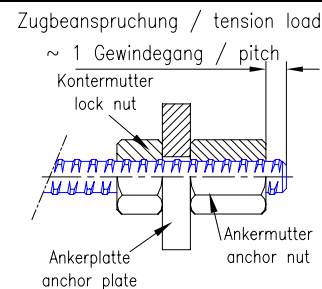 Zugbeanspruchung / tension load
~ 1 Gewindegang / pitch
Kontermutter
lock nut
Ankerplatte
anchor plate
Ankermutter
anchor nut